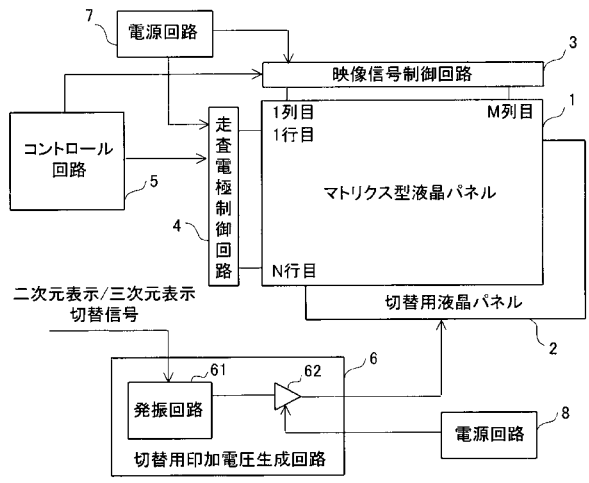 7
電源回路
3
映像信号制御回路
1列目
M列目
1
1行目
コントロール
回路
5
走査電極制御回路
4
マトリクス型液晶パネル
N行目
切替用液晶パネル
2
二次元表示/三次元表示
切替信号
6
61
62
発振回路
切替用印加電圧生成回路
8
電源回路